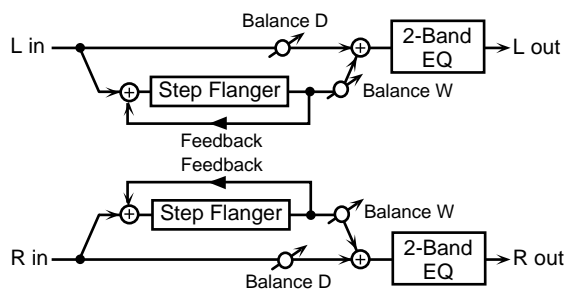 Balance D
L in
2-Band
EQ
L out
Step Flanger
Balance W
Feedback
Feedback
Step Flanger
Balance W
R in
2-Band
EQ
R out
Balance D